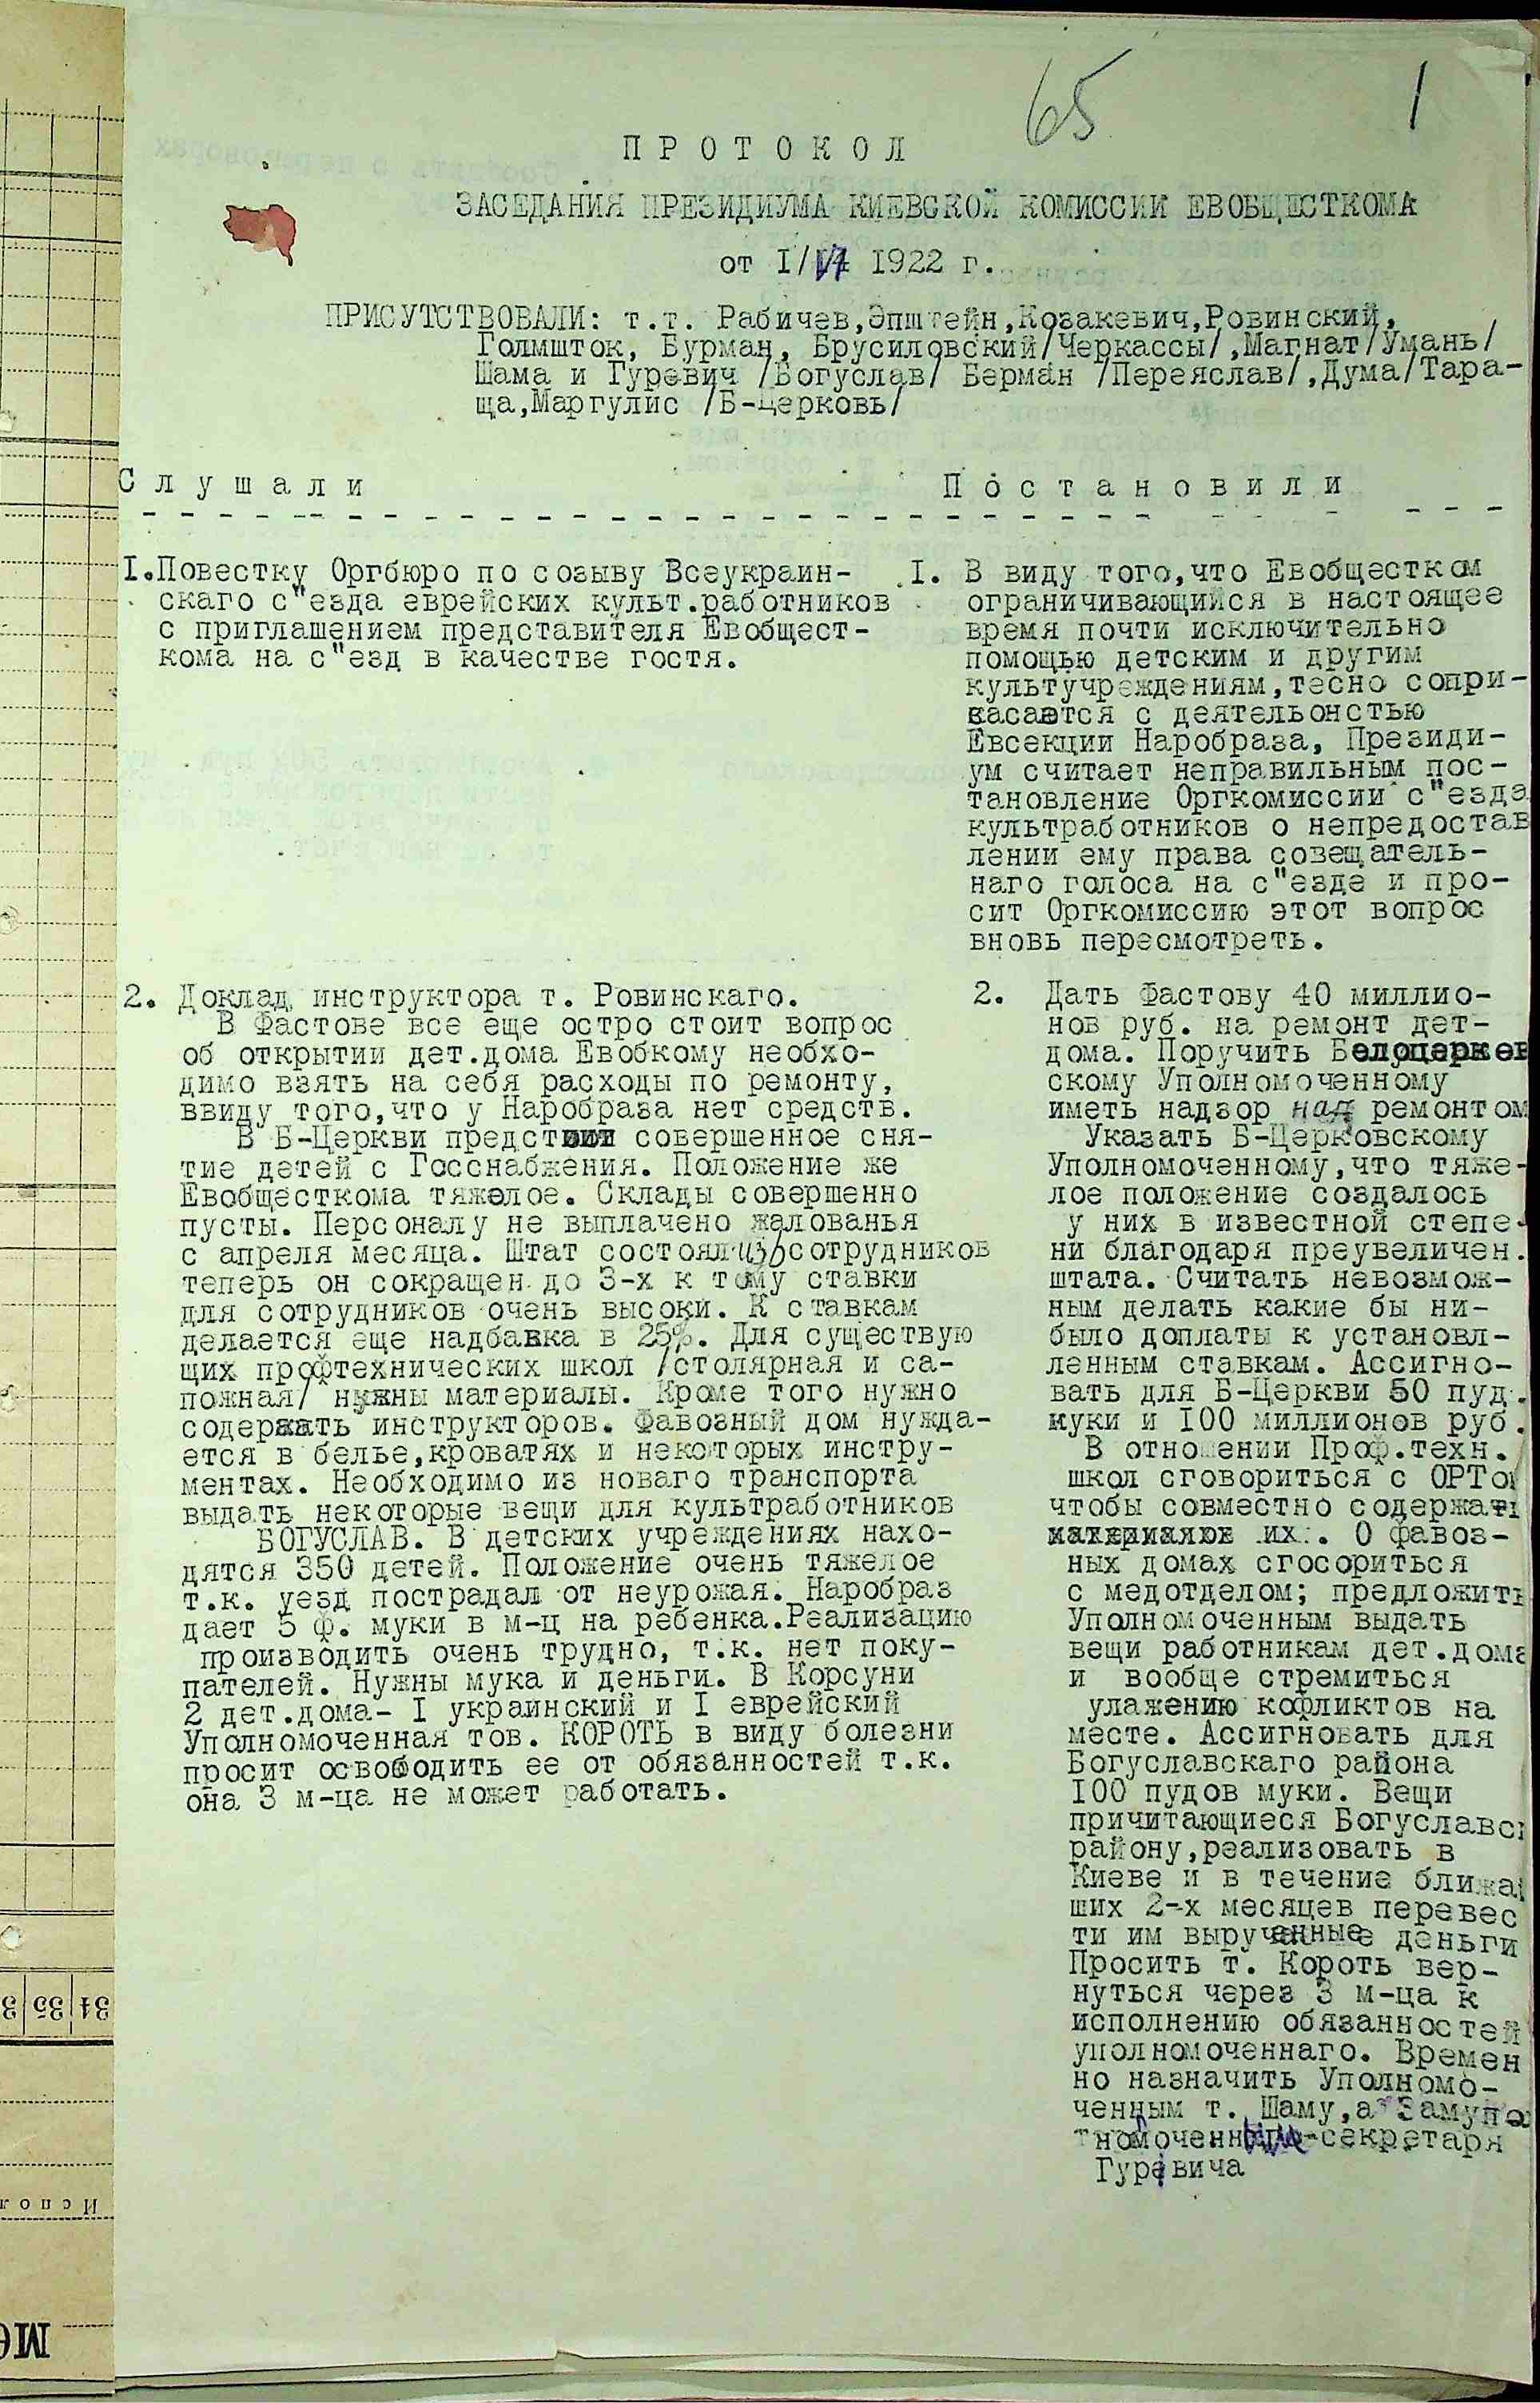 65
1
ПРОТОКОЛ
ЗАСЕДАНИЯ ПРЕЗИДИУМА КИЕВСКОЙ КОМИССИИ ЕВОБЩЕСТКОМА
от I/VI 1922 г.
ПРИСУТСТВОВАЛИ: т.т. Рабичев,Эпштейн,Козакевич,Ровинский,
Голмшток, Бурман, Брусиловский/Черкассы/,Магнат/Умань/
Шама и Гуревич /Богуслав/ Берман /Переяслав/,Дума/Тара-
ща,Маргулис /Б-церковь/
Слушали
I.Повестку Оргбюро по созыву Всеукраин-
скаго с"езда еврейских культ.работников
с приглашением представителя Евобщест-
кома на с"езд в качестве гостя.
2. Доклад инструктора т. Ровинскаго.
В Фастове все еще остро стоит вопрос
об открытии дет.дома Евобкому необхо-
димо взять на себя расходы по ремонту,
ввиду того,что у Наробраза нет средств.
В Б-Церкви предст совершенное сня-
тие детей с Госснабжения. Положение же
Евобщесткома тяжелое. Склады совершенно
пусты. Персоналу не выплачено жалованья
с апреля месяца. Штат состоял из 6 сотрудников
теперь он сокращен до 3-х к тому ставки
для сотрудников очень высоки. К ставкам
делается еще надбавка в 25%. Для существую
щих профтехнических школ /столярная и са-
пожная/ нужны материалы. Кроме того нужно
содержать инструкторов. Фавозный дом нужда-
ется в белье,кроватях и некоторых инстру-
ментах. Необходимо из новаго транспорта
выдать некоторые вещи для культработников
БОГУСЛАВ. В детских учреждениях нахо-
дятся 350 детей. Положение очень тяжелое
т.к. уезд пострадал от неурожая. Наробраз
дает 5 ф. муки в м-ц на ребенка.Реализацию
производить очень трудно, т.к. нет поку-
пателей. Нужны мука и деньги. В Корсуни
2 дет.дома- I украинский и I еврейский
Уполномоченная тов. КОРОТЬ в виду болезни
просит освободить ее от обязанностей т.к.
она 3 м-ца не может работать.
Постановили
I. В виду того,что Евобщестком
ограничивающийся в настоящее
время почти исключительно
помощью детским и другим
культучреждениям,тесно сопри-
касается с деятельонстью
Евсекции Наробраза, Президи-
ум считает неправильным пос-
тановление Оргкомиссии с"езда
культработников о непредостав
лении ему права совещатель-
наго голоса на с"езде и про-
сит Оргкомиссию этот вопрос
вновь пересмотреть.
2. Дать Фастову 40 миллио-
нов руб. на ремонт дет-
дома. Поручить Белоцерков
скому Уполномоченному
иметь надзор над ремонтом
Указать Б-Церковскому
Уполномоченному,что тяже-
лое положение создалось
у них в известной степе-
ни благодаря преувеличен.
штата. Считать невозмож-
ным делать какие бы ни-
было доплаты к установл-
ленным ставкам. Ассигно-
вать для Б-Церкви 50 пуд.
муки и I00 миллионов руб.
В отношении Проф.техн.
школ сговориться с ОРТом
чтобы совместно содержать
их. О фавоз-
ных домах сгосориться
с медотделом; предложить
Уполномоченным выдать
вещи работникам дет.дома
и вообще стремиться
улажению кофликтов на
месте. Ассигновать для
Богуславскаго района
I00 пудов муки. Вещи
причитающиеся Богуславс
району,реализовать в
Киеве и в течение ближай
ших 2-х месяцев перевес
ти им вырученные деньги
Просить т. Короть вер-
нуться через 3 м-ца к
исполнению обязанностей
уполномоченнаго. Времен
но назначить Уполномо-
ченным т. Шаму,а Замупол
номоченн -секретаря
Гуревича
34 35 3
Испол